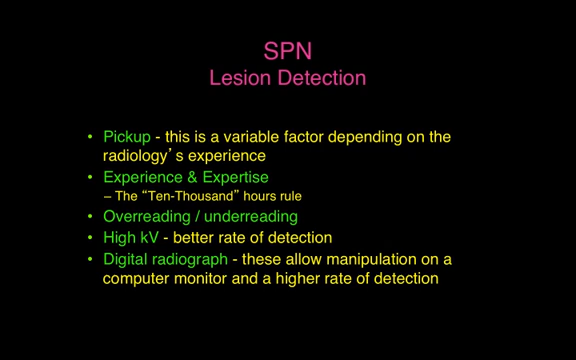 SPN
Lesion Detection
• Pickup - this is a variable factor depending on the
radiology’s experience
• Experience & Expertise
– The “Ten-Thousand” hours rule
• Overreading / underreading
• High kV - better rate of detection
• Digital radiograph - these allow manipulation on a
computer monitor and a higher rate of detection